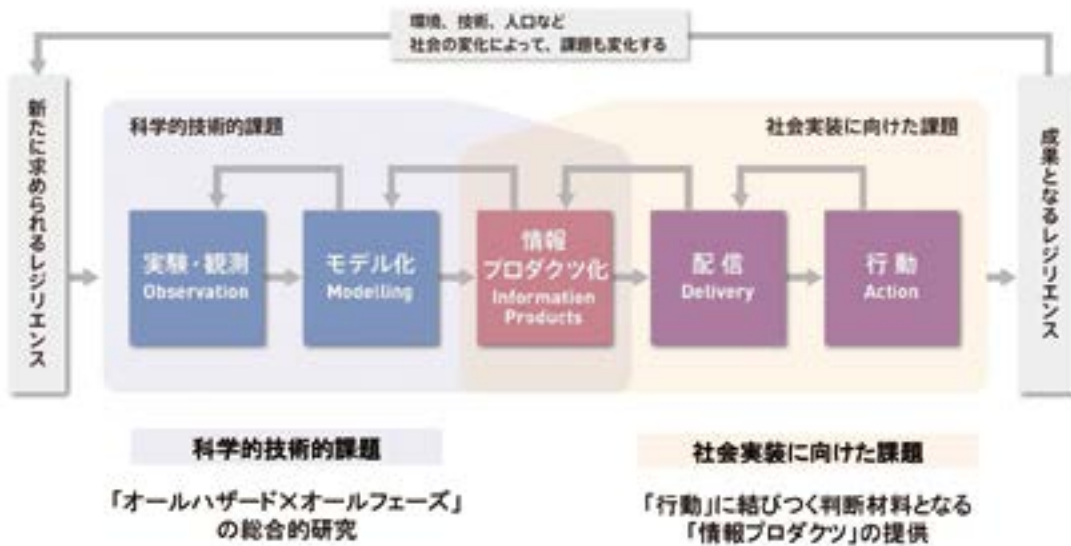 環境、技術、人口など
社会の変化によって、課題も変化する
新たに求められるレジリエンス
科学的技術的課題
社会実装に向けた課題
実験・観測
Observation
モデル化
Modelling
情報
プロダクツ化
Information
Products
配信
Delivery
行動
Action
成果となるレジリエンス
科学的技術的課題
「オールハザード×オールフェーズ」
の総合的研究
社会実装に向けた課題
「行動」に結びつく判断材料となる
「情報プロダクツ」の提供